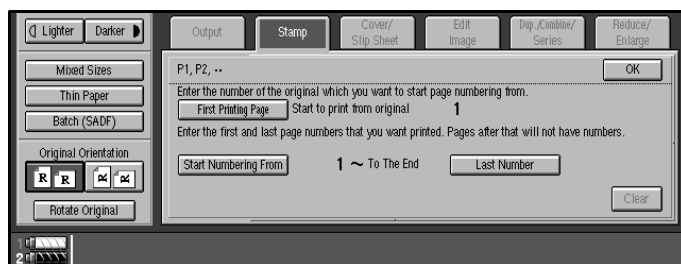 Lighter Darker
Output
Stamp
Cover/
Slip Sheet
Edit
Image
Dup./Combine/
Series
Reduce/
Enlarge
Mixed Sizes
Thin Paper
Batch (SADF)
Original Orientation
R R R R
Rotate Original
P1, P2, ··
OK
Enter the number of the original which you want to start page numbering from.
First Printing Page Start to print from original 1
Enter the first and last page numbers that you want printed. Pages after that will not have numbers.
Start Numbering From 1 ~ To The End Last Number
Clear
1
2